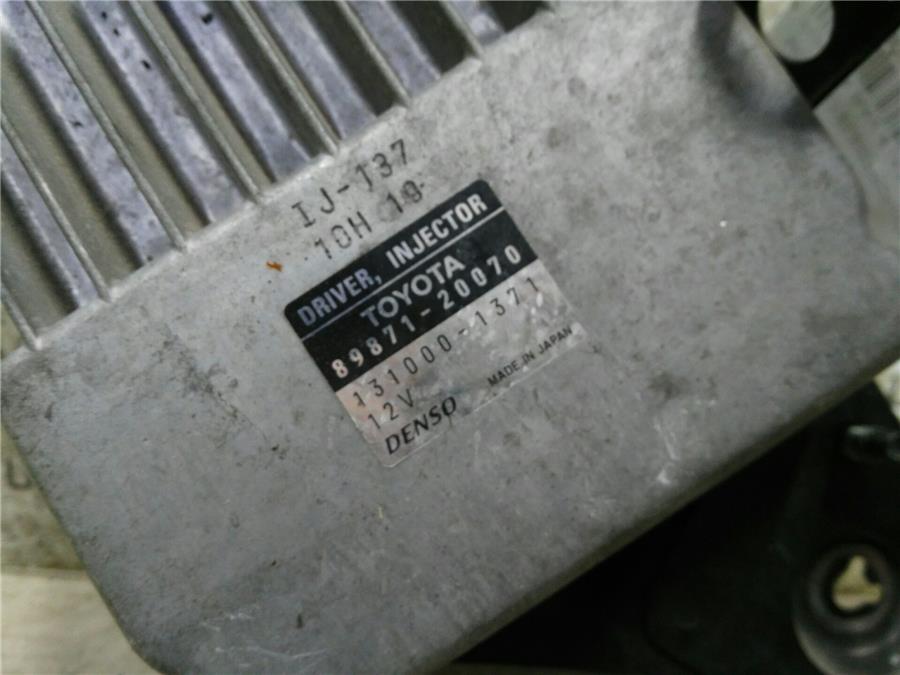 IJ-137
10H 19
DRIVER, INJECTOR
TOYOTA
89871-20070
131000-1371
12V
DENSO MADE IN JAPAN